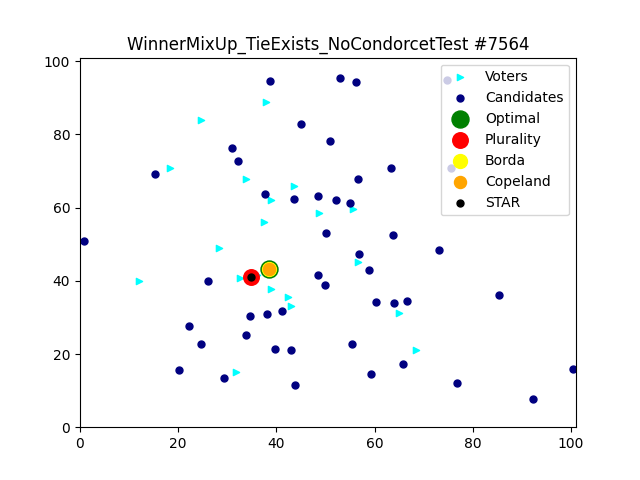 WinnerMixUp_TieExists_NoCondorcetTest #7564
100
80
60
40
20
0
0
20
40
60
80
100
Voters
Candidates
Optimal
Plurality
Borda
Copeland
STAR